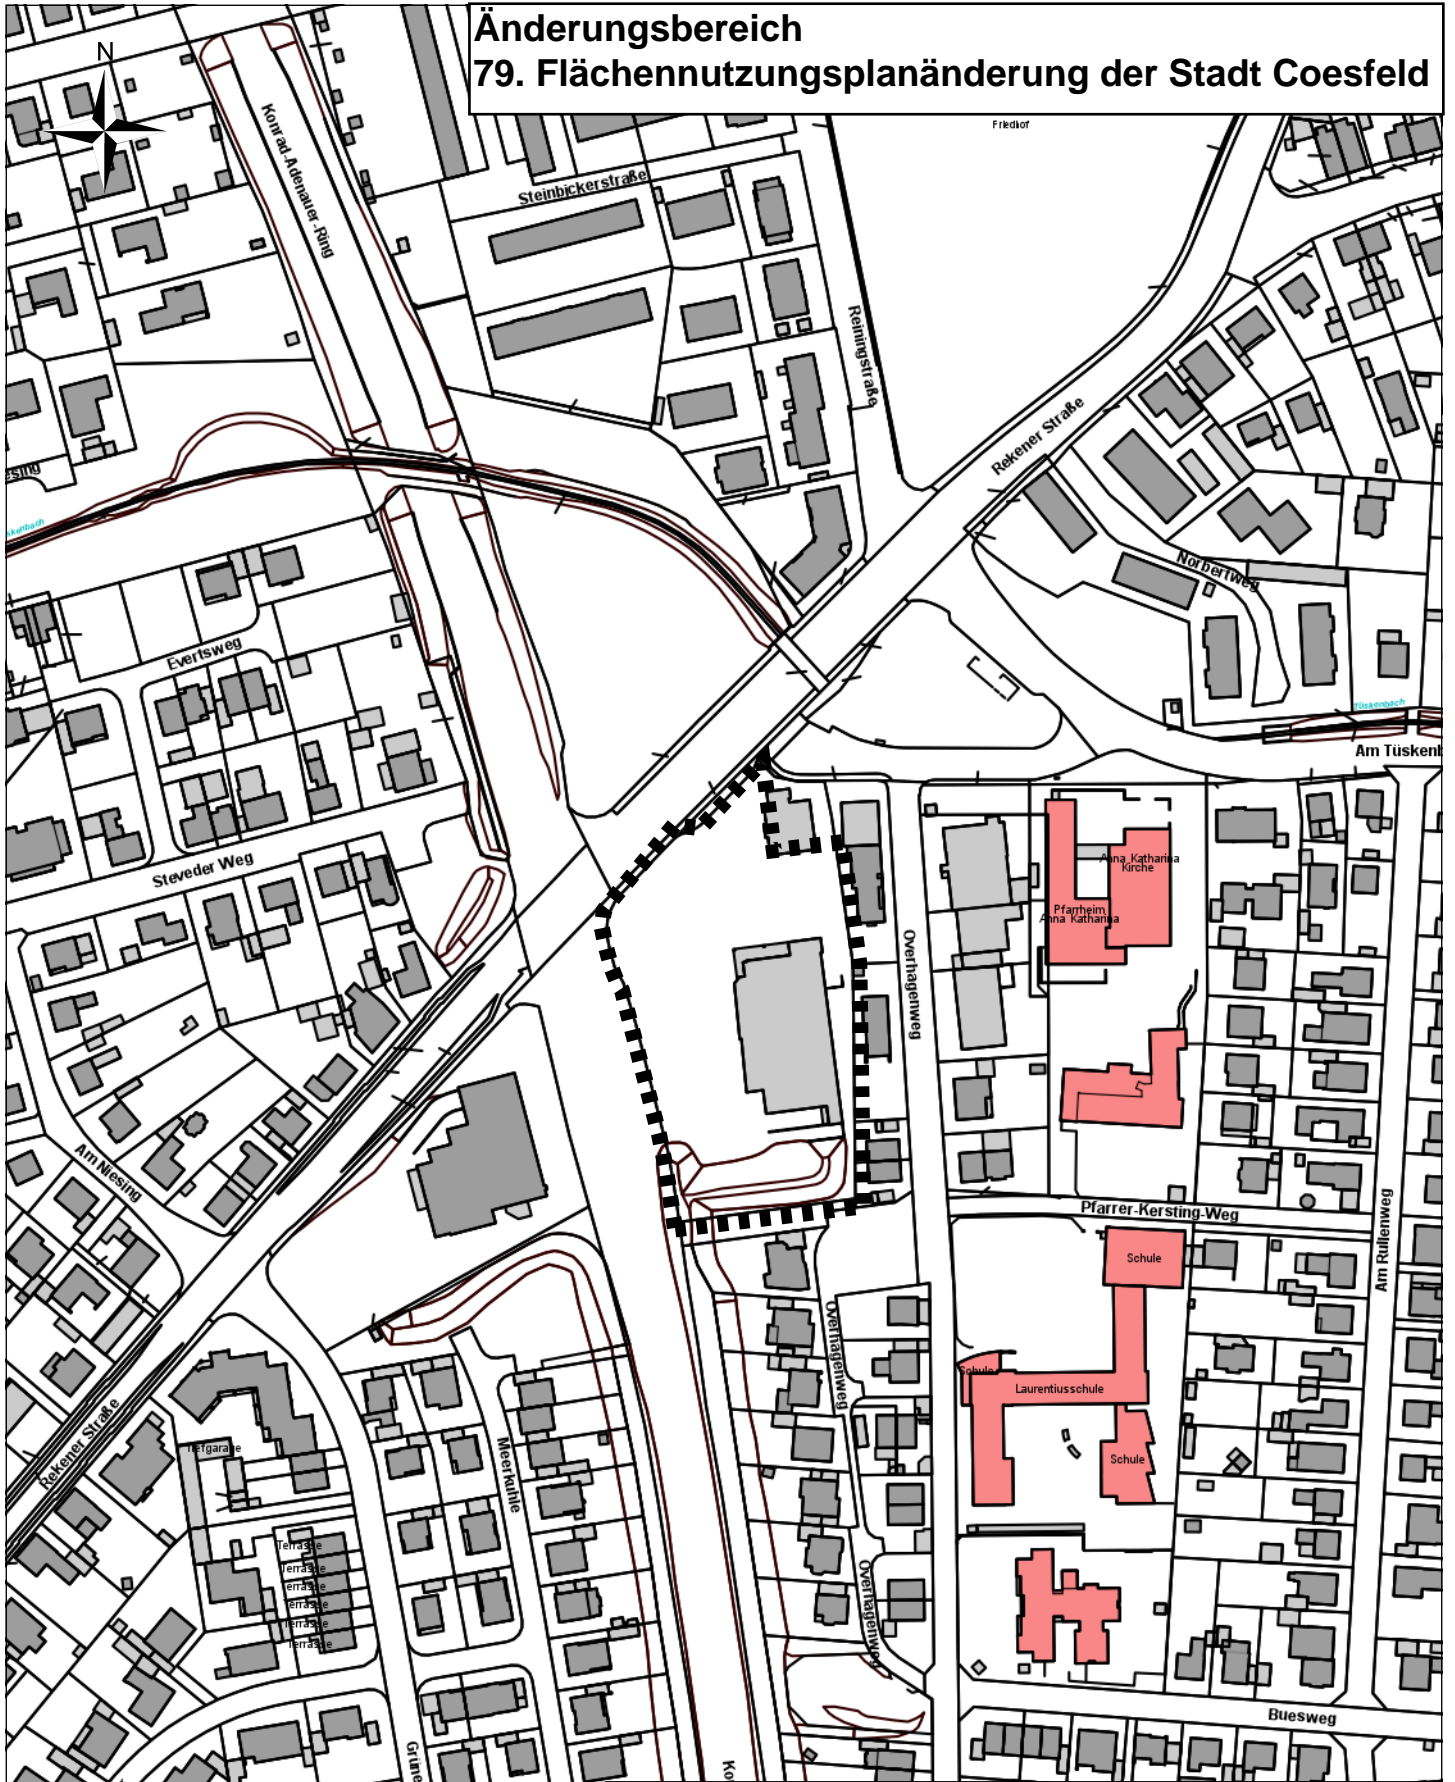 Änderungsbereich
79. Flächennutzungsplanänderung der Stadt Coesfeld
N
Friedhof
Konrad-Adenauer-Ring
Steinbickerstraße
Reiningstraße
Rekener Straße
Norbertweg
Evertsweg
Tüskenbach
Steveder Weg
Anna Katharina
Kirche
Pfarrheim
Anna Katharina
Overhagenweg
Am Niesing
Pfarrer-Kersting-Weg
Am Rullenweg
Schule
Overhagenweg
Schule
Laurentiusschule
Rekener Straße
Tiefgarage
Meerkuhle
Schule
Terrasse
Terrasse
Terrasse
Terrasse
Terrasse
Terrasse
Overhagenweg
Buesweg